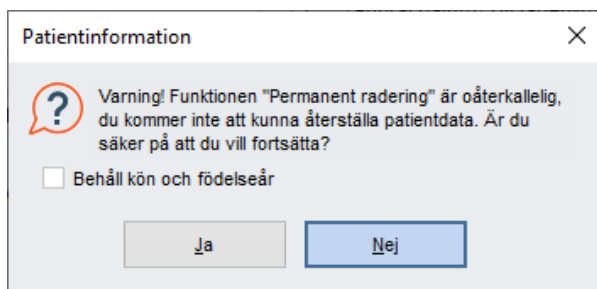 Patientinformation
Varning! Funktionen "Permanent radering" är oåterkallelig,
du kommer inte att kunna återställa patientdata. Är du
säker på att du vill fortsätta?
Behåll kön och födelseår
Ja
Nej